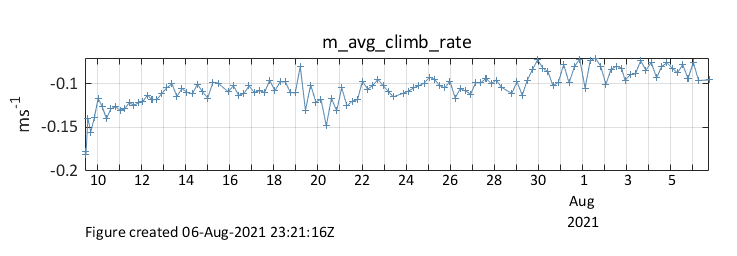 m_avg_climb_rate
-0.1
-0.15
-0.2
ms-1
10 12 14 16 18 20 22 24 26 28 30 1 3 5
Aug
2021
Figure created 06-Aug-2021 23:21:16Z